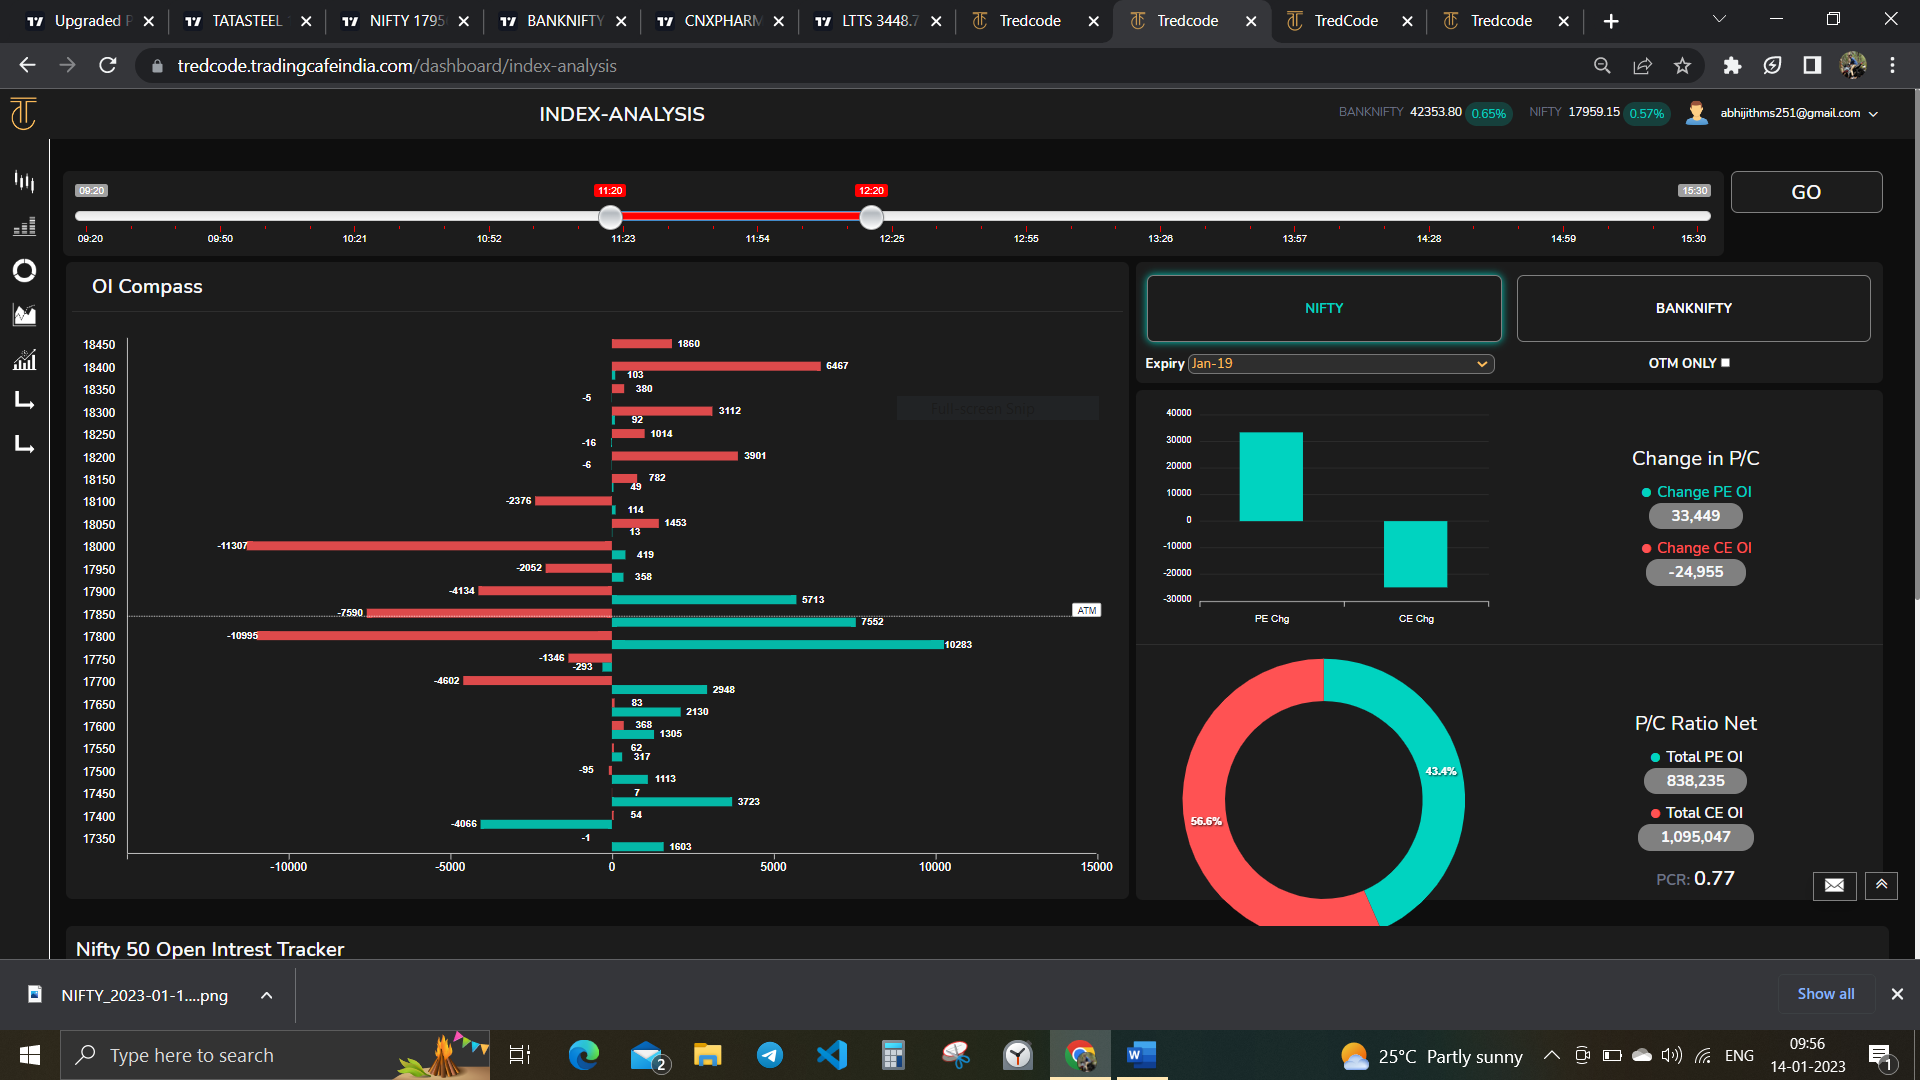 Upgraded P
TATASTEEL
NIFTY 1795
BANKNIFTY
CNXPHARM
LTTS 3448.7
Tredcode
Tredcode
TredCode
Tredcode
tredcode.tradingcafeindia.com/dashboard/index-analysis
INDEX-ANALYSIS
BANKNIFTY 42353.80 0.65% NIFTY 17959.15 0.57% abhijithms251@gmail.com
09:20 11:20 12:20 15:30
GO
09:20 09:50 10:21 10:52 11:23 11:54 12:25 12:55 13:26 13:57 14:28 14:59 15:30
OI Compass
18450 1860
18400 6467
103
18350 380
-5
18300 3112
92
18250 1014
-16
18200 3901
-6
18150 782
49
18100 -2376
114
18050 1453
13
18000 -11307
419
17950 -2052
358
17900 -4134
5713
17850 -7590
ATM
7552
17800 -10995
10283
17750 -1346
-293
17700 -4602
2948
17650 83
2130
17600 368
1305
17550 62
317
17500 -95
1113
17450 7
3723
17400 54
-4066
17350 -1
1603
-10000 -5000 0 5000 10000 15000
Full-screen Snip
NIFTY
BANKNIFTY
Expiry Jan-19
OTM ONLY
40000
30000
20000
10000
0
-10000
-20000
-30000
PE Chg CE Chg
Change in P/C
Change PE OI
33,449
Change CE OI
-24,955
43.4%
56.6%
P/C Ratio Net
Total PE OI
838,235
Total CE OI
1,095,047
PCR: 0.77
Nifty 50 Open Intrest Tracker
NIFTY_2023-01-1....png
Show all
Type here to search
2
25°C Partly sunny
ENG
09:56
14-01-2023
1